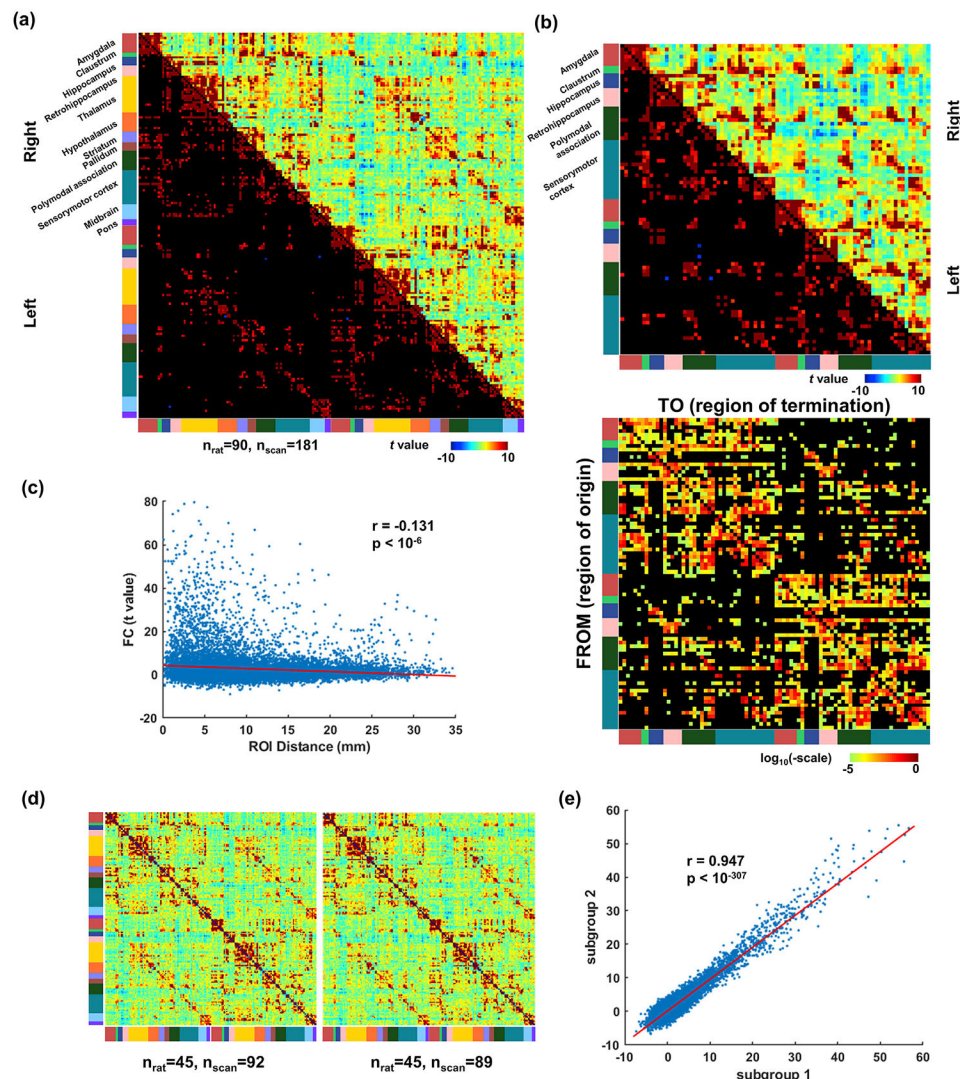 (a)
Amygdala
Claustrum
Hippocampus
Retrohippocampus
Thalamus
Hypothalamus
Striatum
Pallidum
Polymodal association
Sensorymotor cortex
Midbrain
Pons
Right
Left
n_rat=90, n_scan=181
t value
-10 10
(b)
Amygdala
Claustrum
Hippocampus
Retrohippocampus
Polymodal
association
Sensorymotor
cortex
Right
Left
t value
-10 10
TO (region of termination)
FROM (region of origin)
log10(-scale)
-5 0
(c)
80
60
40
20
0
-20
FC (t value)
r = -0.131
p < 10-6
0 5 10 15 20 25 30 35
ROI Distance (mm)
(d)
n_rat=45, n_scan=92
n_rat=45, n_scan=89
(e)
60
50
40
30
20
10
0
-10
subgroup 2
r = 0.947
p < 10-307
-10 0 10 20 30 40 50 60
subgroup 1